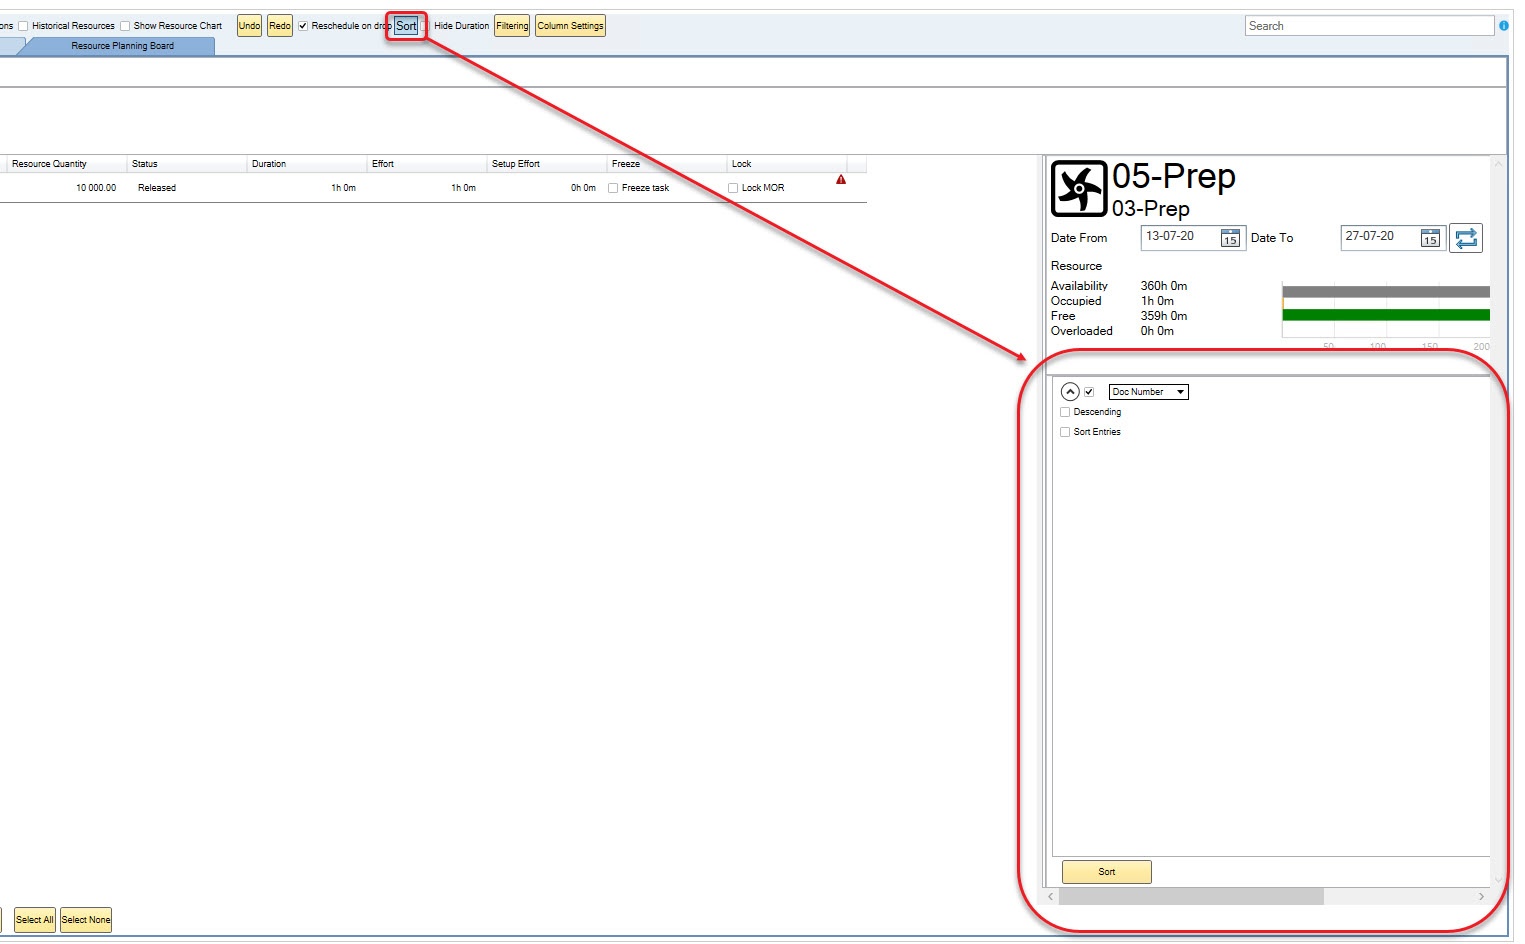 ons Historical Resources Show Resource Chart Undo Redo Reschedule on drop Sort Hide Duration Filtering Column Settings Search
Resource Planning Board
Resource Quantity Status Duration Effort Setup Effort Freeze Lock
10 000.00 Released 1h 0m 1h 0m 0h 0m Freeze task Lock MOR
05-Prep
03-Prep
Date From 13-07-20 15 Date To 27-07-20 15
Resource
Availability 360h 0m
Occupied 1h 0m
Free 359h 0m
Overloaded 0h 0m
50 100 150 200
Doc Number
Descending
Sort Entries
Sort
Select All Select None